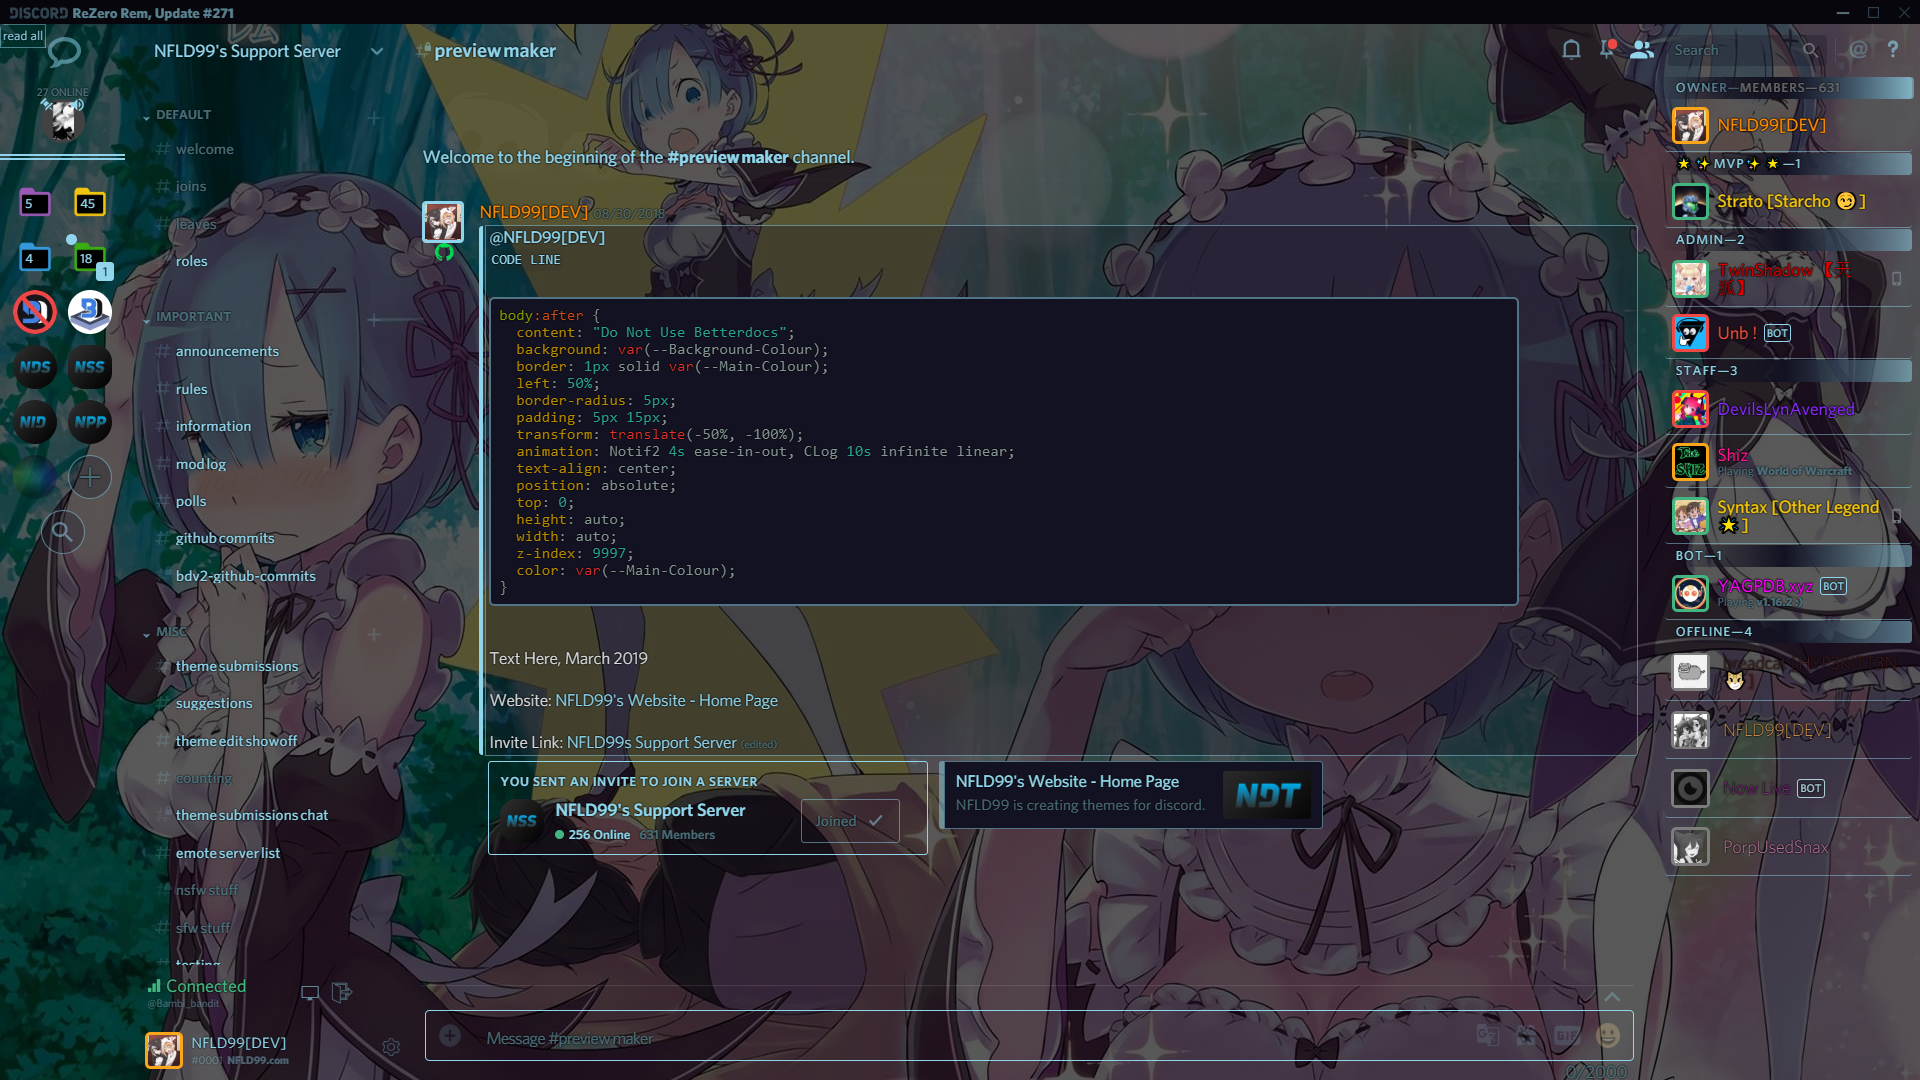 DISCORD ReZero Rem, Update #271
read all
27 ONLINE
5
45
4
18
1
NDS
NSS
NID
NPP
NFLD99's Support Server
DEFAULT
# welcome
# joins
# leaves
# roles
IMPORTANT
# announcements
# rules
# information
# mod log
# polls
# github commits
# bdv2-github-commits
MISC
# theme submissions
# suggestions
# theme edit showoff
# counting
# theme submissions chat
# emote server list
# nsfw stuff
# sfw stuff
# testing
Connected
@Bambi_bandit
NFLD99[DEV]
#0001 NFLD99.com
# preview maker
Search
@ ?
Welcome to the beginning of the #preview maker channel.
NFLD99[DEV] 08/30/2018
@NFLD99[DEV]
CODE LINE
body:after {
content: "Do Not Use Betterdocs";
background: var(--Background-Colour);
border: 1px solid var(--Main-Colour);
left: 50%;
border-radius: 5px;
padding: 5px 15px;
transform: translate(-50%, -100%);
animation: Notif2 4s ease-in-out, CLog 10s infinite linear;
text-align: center;
position: absolute;
top: 0;
height: auto;
width: auto;
z-index: 9997;
color: var(--Main-Colour);
}
Text Here, March 2019
Website: NFLD99's Website - Home Page
Invite Link: NFLD99s Support Server (edited)
YOU SENT AN INVITE TO JOIN A SERVER
NSS
NFLD99's Support Server
256 Online 631 Members
Joined
NFLD99's Website - Home Page
NFLD99 is creating themes for discord.
NDT
Message #preview maker
GIF
0/2000
OWNER—MEMBERS—631
NFLD99[DEV]
🌟✨MVP✨🌟—1
Strato [Starcho 😏]
ADMIN—2
TwinShadow
Unb ! BOT
STAFF—3
DevilsLvnAvenged
The Shiz
Shiz
Playing World of Warcraft
Syntax [Other Legend
🌟]
BOT—1
YAGPDB.xyz BOT
Playing v1.16.2 :)
OFFLINE—4
NFLD99[DEV]
Now Live BOT
PorpUsedSnax